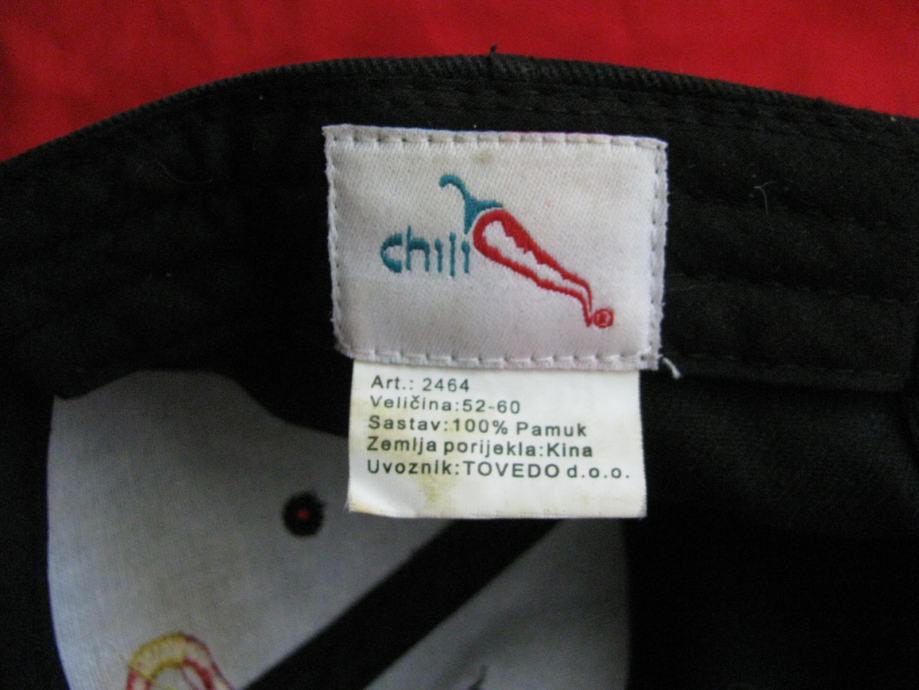 chili ®
Art.: 2464
Veličina:52-60
Sastav:100% Pamuk
Zemlja porijekla:Kina
Uvoznik:TOVEDO d.o.o.